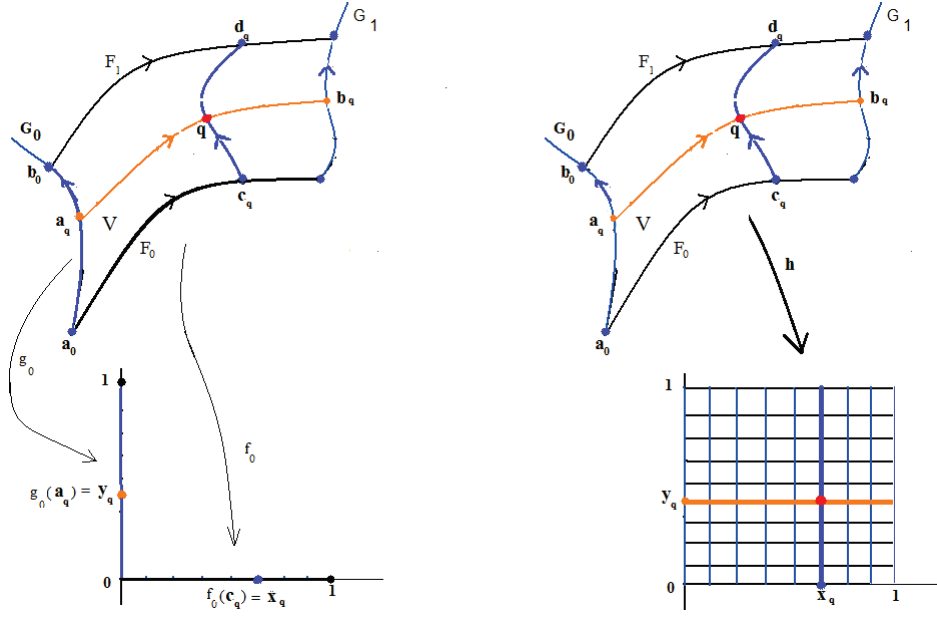 d_q
G_1
F_1
b_q
G_0
q
b_0
c_q
a_q
V
F_0
a_0
g_0
1
f_0
g_0(a_q) = y_q
0
1
f_0(c_q) = x_q
d_q
G_1
F_1
b_q
G_0
q
b_0
c_q
a_q
V
F_0
h
a_0
1
y_q
0
x_q
1